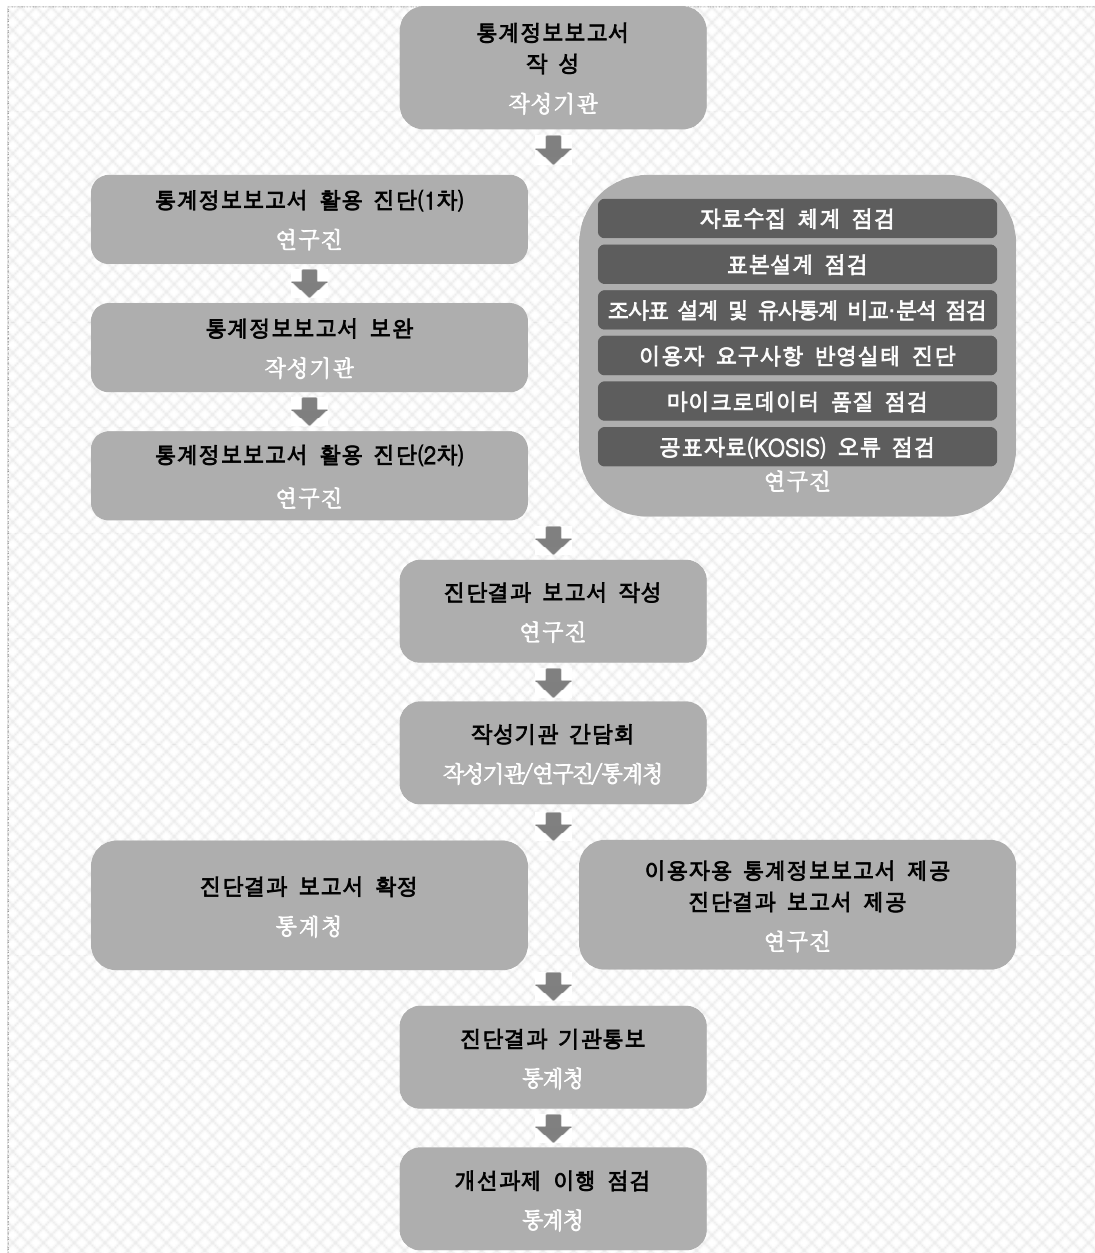 통계정보보고서
작 성
작성기관
통계정보보고서 활용 진단(1차)
연구진
통계정보보고서 보완
작성기관
통계정보보고서 활용 진단(2차)
연구진
자료수집 체계 점검
표본설계 점검
조사표 설계 및 유사통계 비교·분석 점검
이용자 요구사항 반영실태 진단
마이크로데이터 품질 점검
공표자료(KOSIS) 오류 점검
연구진
진단결과 보고서 작성
연구진
작성기관 간담회
작성기관/연구진/통계청
진단결과 보고서 확정
통계청
이용자용 통계정보보고서 제공
진단결과 보고서 제공
연구진
진단결과 기관통보
통계청
개선과제 이행 점검
통계청